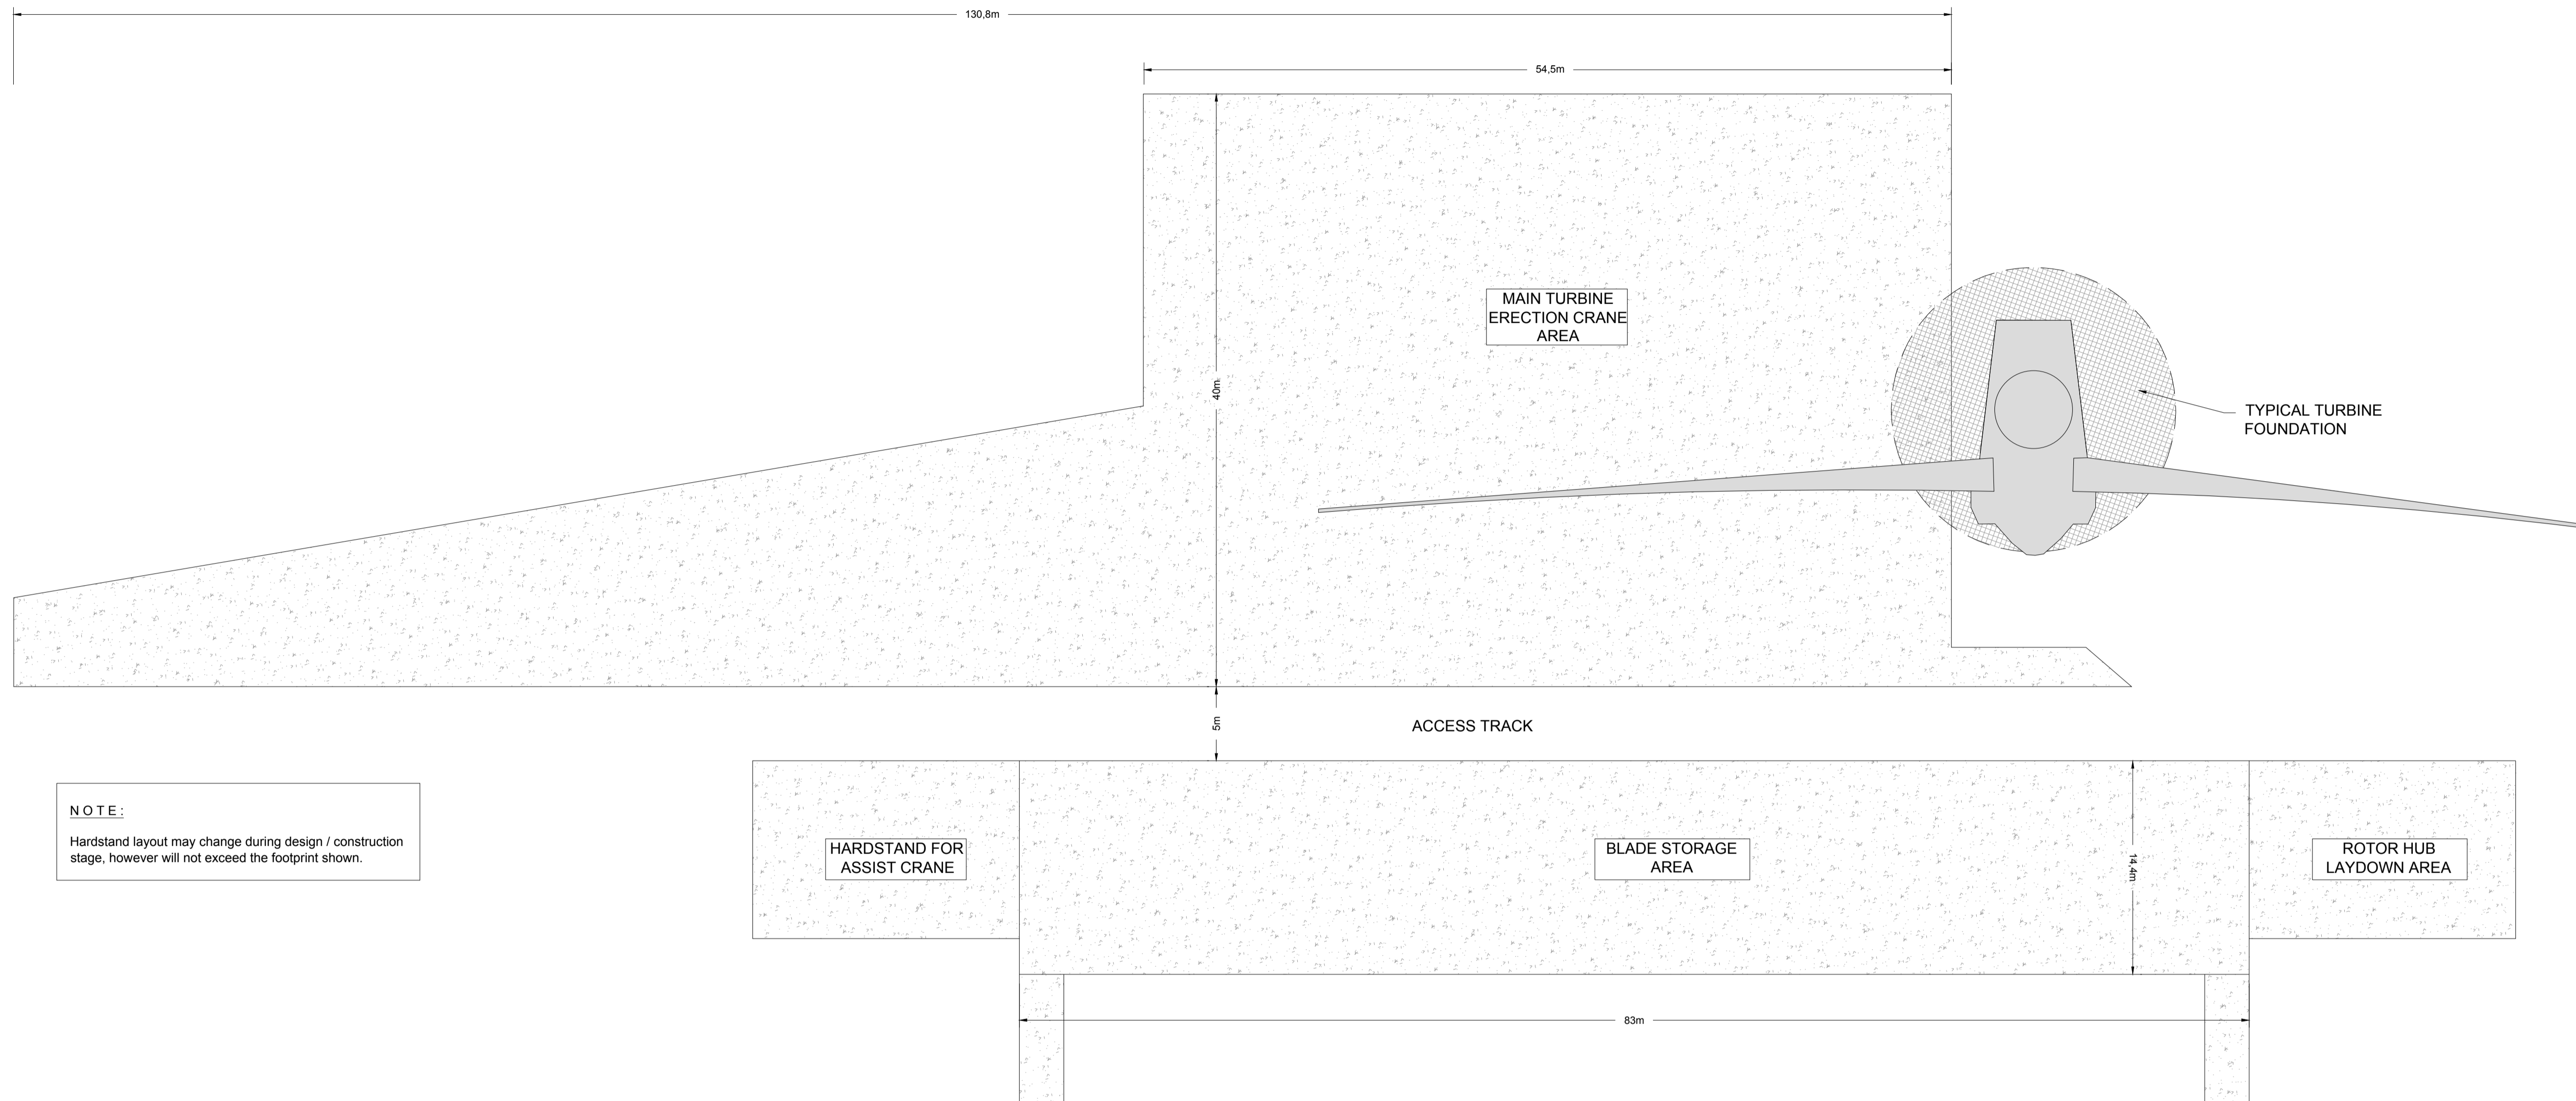 130,8m
54,5m
MAIN TURBINE
ERECTION CRANE
AREA
40m
TYPICAL TURBINE
FOUNDATION
5m
ACCESS TRACK
NOTE:
Hardstand layout may change during design / construction
stage, however will not exceed the footprint shown.
HARDSTAND FOR
ASSIST CRANE
BLADE STORAGE
AREA
14,4m
ROTOR HUB
LAYDOWN AREA
83m